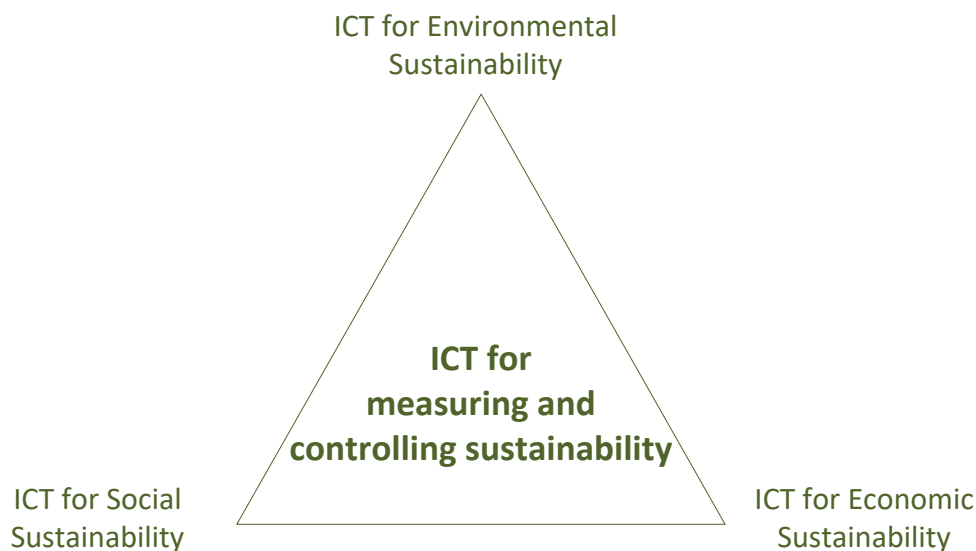 ICT for Environmental
Sustainability
ICT for
measuring and
controlling sustainability
ICT for Social
Sustainability
ICT for Economic
Sustainability